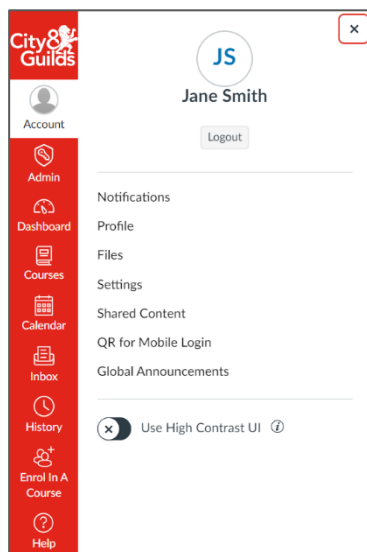 City&
Guilds
Account
Admin
Dashboard
Courses
Calendar
Inbox
History
Enrol In A
Course
Help
JS
Jane Smith
Logout
Notifications
Profile
Files
Settings
Shared Content
QR for Mobile Login
Global Announcements
Use High Contrast UI